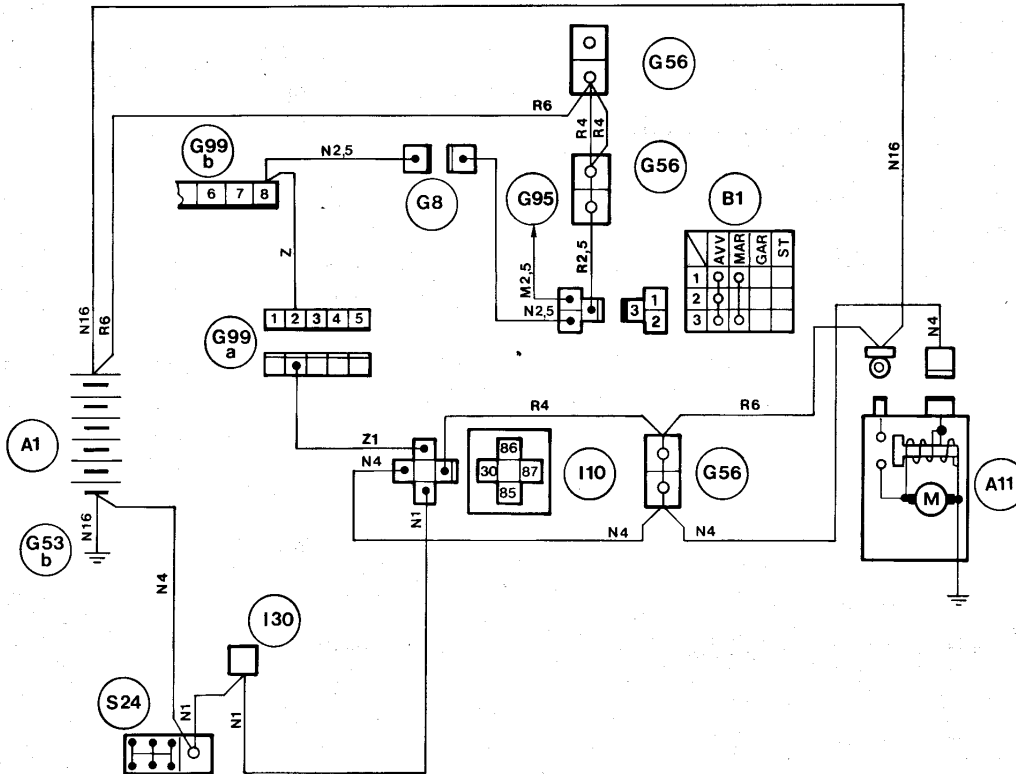 G56
R6
R4
R4
N16
G99
b
N2,5
6 7 8
G8
G95
G56
B1
AVV
MAR
GAR
ST
1
2
3
Z
M2,5
R2,5
N2,5
3
1
2
N16
R6
1 2 3 4 5
G99
a
N4
R4
R6
Z1
N4
86
30
87
85
I10
G56
A1
M
A11
N1
N4
N4
N16
G53
b
N4
I30
S24
N1
N1